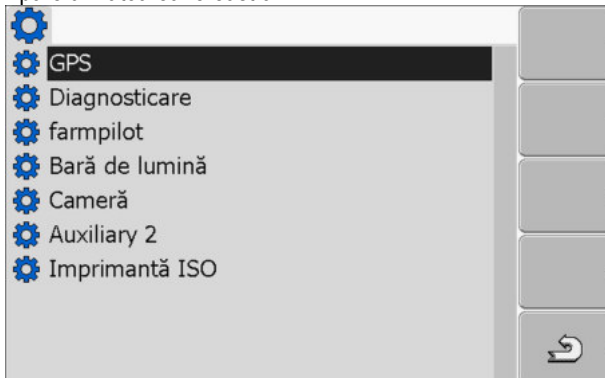 GPS
Diagnosticare
farmpilot
Bară de lumină
Cameră
Auxiliary 2
Imprimantă ISO